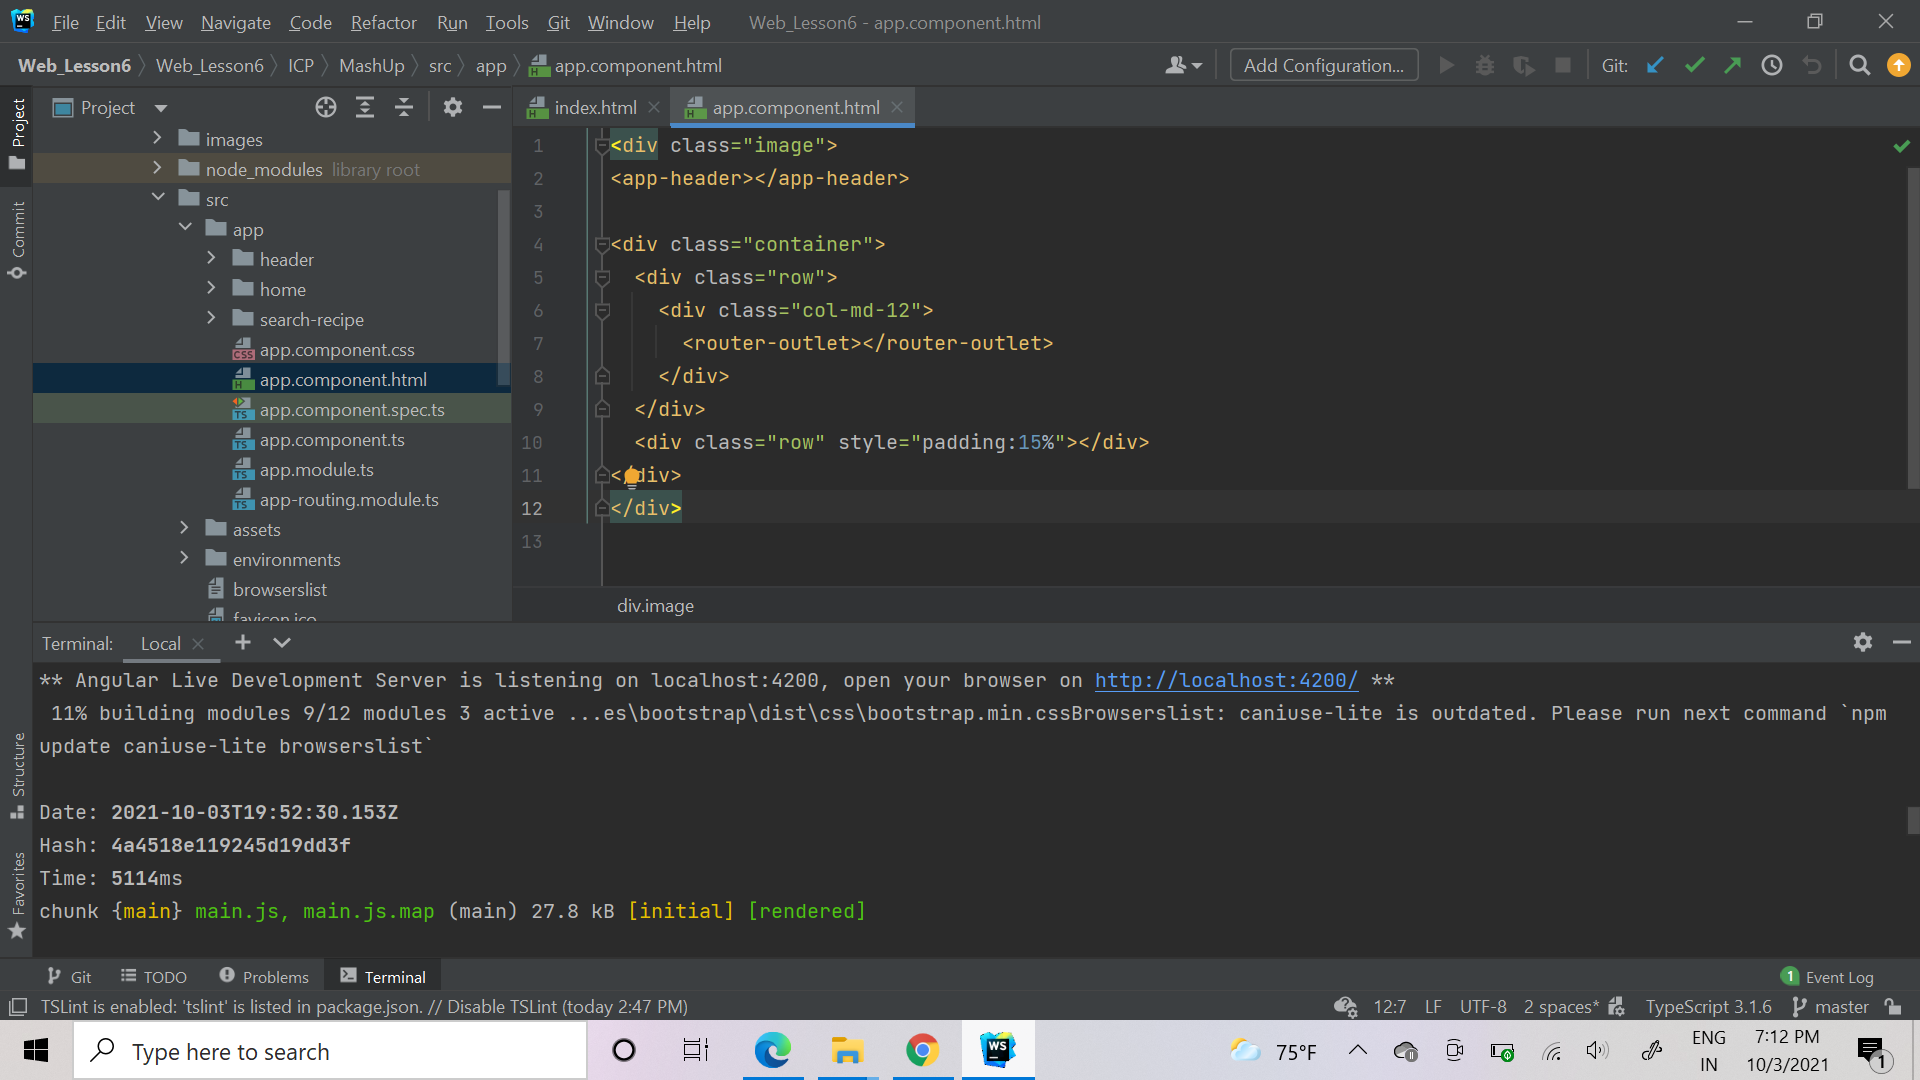 WS File Edit View Navigate Code Refactor Run Tools Git Window Help Web_Lesson6 - app.component.html
Web_Lesson6 Web_Lesson6 ICP MashUp src app app.component.html Add Configuration... Git:
Project
index.html app.component.html
images
node_modules library root
src
app
header
home
search-recipe
app.component.css
app.component.html
app.component.spec.ts
app.component.ts
app.module.ts
app-routing.module.ts
assets
environments
browserslist
favicon.ico
Project
Commit
Structure
Favorites
1 <div class="image">
2 <app-header></app-header>
3
4 <div class="container">
5 <div class="row">
6 <div class="col-md-12">
7 <router-outlet></router-outlet>
8 </div>
9 </div>
10 <div class="row" style="padding:15%"></div>
11 </div>
12 </div>
13
div.image
Terminal: Local
** Angular Live Development Server is listening on localhost:4200, open your browser on http://localhost:4200/ **
11% building modules 9/12 modules 3 active ...es\bootstrap\dist\css\bootstrap.min.cssBrowserslist: caniuse-lite is outdated. Please run next command `npm
update caniuse-lite browserslist`
Date: 2021-10-03T19:52:30.153Z
Hash: 4a4518e119245d19dd3f
Time: 5114ms
chunk {main} main.js, main.js.map (main) 27.8 kB [initial] [rendered]
Git TODO Problems Terminal 1 Event Log
TSLint is enabled: 'tslint' is listed in package.json. // Disable TSLint (today 2:47 PM) 12:7 LF UTF-8 2 spaces* TypeScript 3.1.6 master
Type here to search WS 75°F ENG IN 7:12 PM 10/3/2021 1